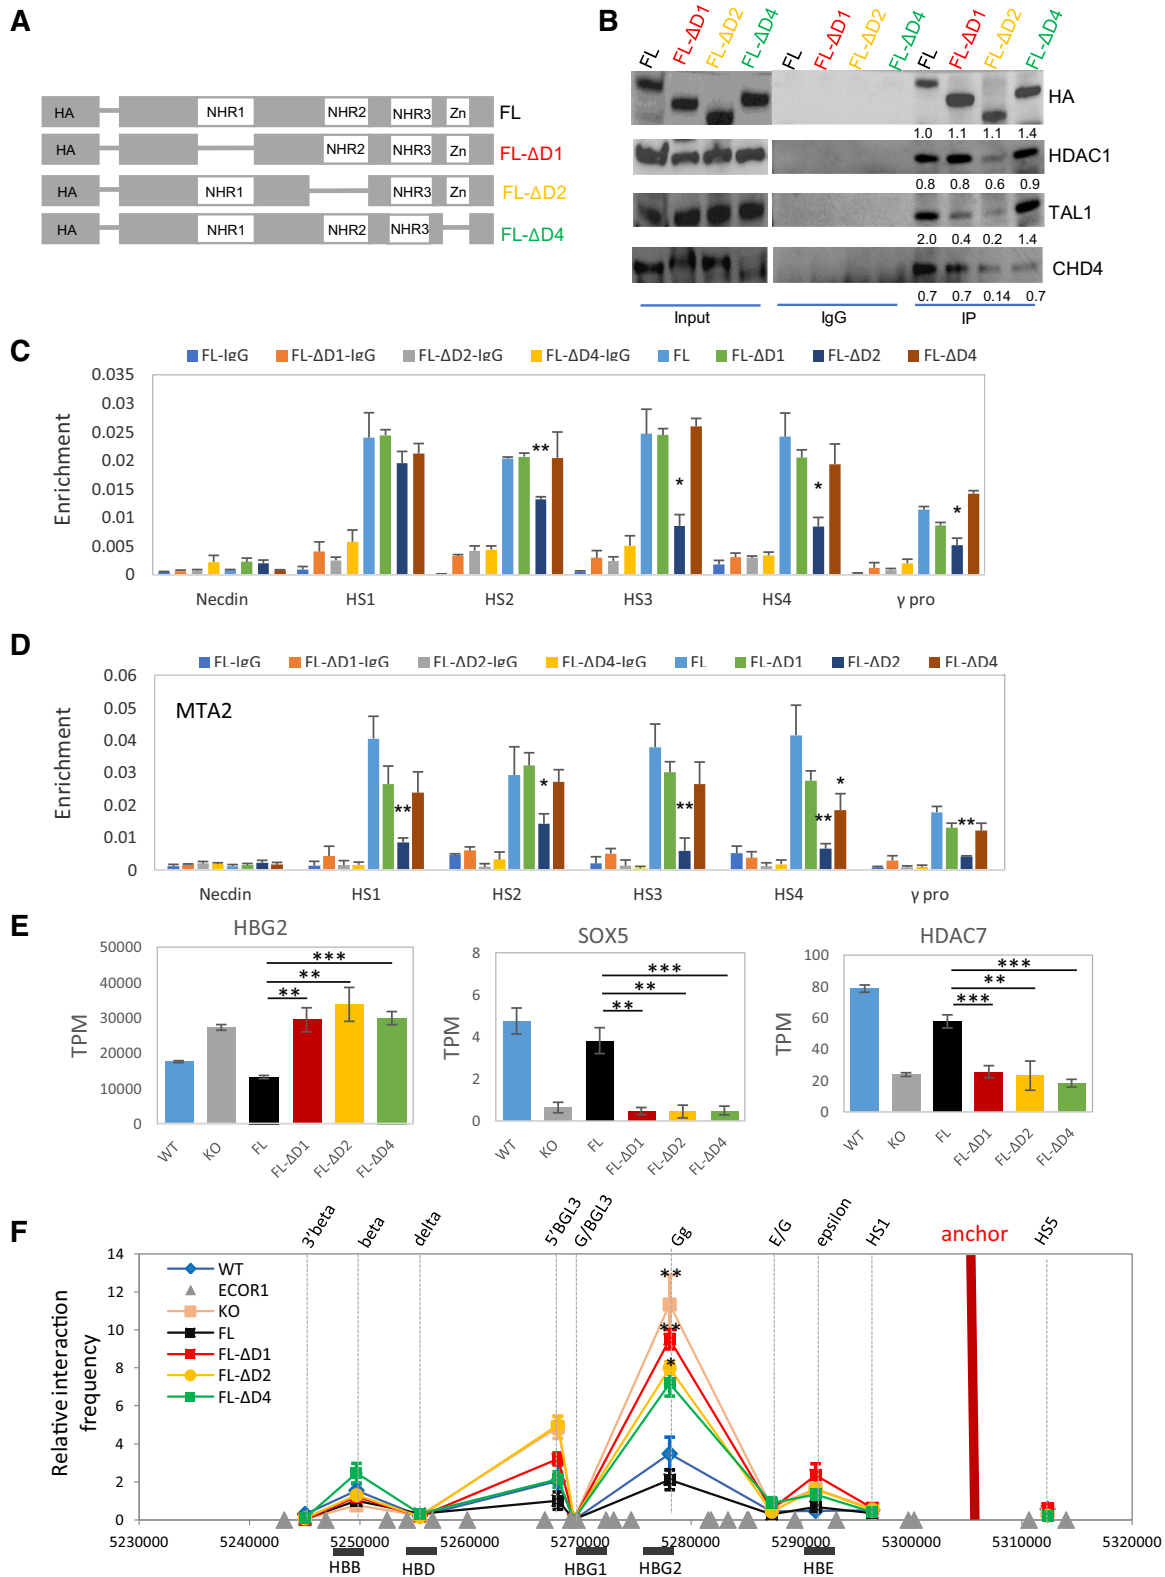 A
HA NHR1 NHR2 NHR3 Zn FL
HA NHR2 NHR3 Zn FL-ΔD1
HA NHR1 NHR3 Zn FL-ΔD2
HA NHR1 NHR2 NHR3 FL-ΔD4
B
FL FL-ΔD1 FL-ΔD2 FL-ΔD4 FL FL-ΔD1 FL-ΔD2 FL-ΔD4 FL FL-ΔD1 FL-ΔD2 FL-ΔD4
HA
1.0 1.1 1.1 1.4
HDAC1
0.8 0.8 0.6 0.9
TAL1
2.0 0.4 0.2 1.4
CHD4
0.7 0.7 0.14 0.7
Input IgG IP
C
FL-IgG FL-ΔD1-IgG FL-ΔD2-IgG FL-ΔD4-IgG FL FL-ΔD1 FL-ΔD2 FL-ΔD4
Enrichment
0.035
0.03
0.025
0.02
0.015
0.01
0.005
0
** * * *
Necdin HS1 HS2 HS3 HS4 γ pro
D
FL-IgG FL-ΔD1-IgG FL-ΔD2-IgG FL-ΔD4-IgG FL FL-ΔD1 FL-ΔD2 FL-ΔD4
MTA2
Enrichment
0.06
0.05
0.04
0.03
0.02
0.01
0
** * ** ** * **
Necdin HS1 HS2 HS3 HS4 γ pro
E
HBG2
TPM
50000
40000
30000
20000
10000
0
***
**
**
WT KO FL FL-ΔD1 FL-ΔD2 FL-ΔD4
SOX5
TPM
8
6
4
2
0
***
**
**
WT KO FL FL-ΔD1 FL-ΔD2 FL-ΔD4
HDAC7
TPM
100
80
60
40
20
0
***
**
***
WT KO FL FL-ΔD1 FL-ΔD2 FL-ΔD4
F
3'beta beta delta 5'BGL3 G/BGL3 Gg E/G epsilon HS1 anchor HS5
Relative interaction
frequency
14
12
10
8
6
4
2
0
WT
ECOR1
KO
FL
FL-ΔD1
FL-ΔD2
FL-ΔD4
**
**
*
5230000 5240000 5250000 5260000 5270000 5280000 5290000 5300000 5310000 5320000
HBB HBD HBG1 HBG2 HBE